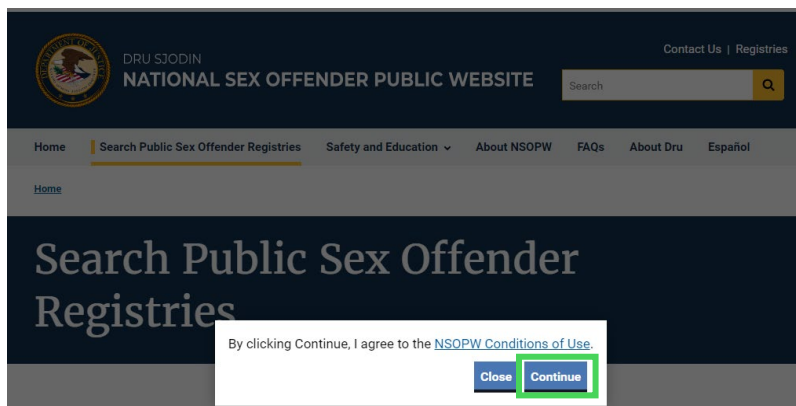 Contact Us | Registries
DRU SJODIN
NATIONAL SEX OFFENDER PUBLIC WEBSITE
Search
Home Search Public Sex Offender Registries Safety and Education About NSOPW FAQs About Dru Español
Home
Search Public Sex Offender
Registries
By clicking Continue, I agree to the NSOPW Conditions of Use.
Close Continue